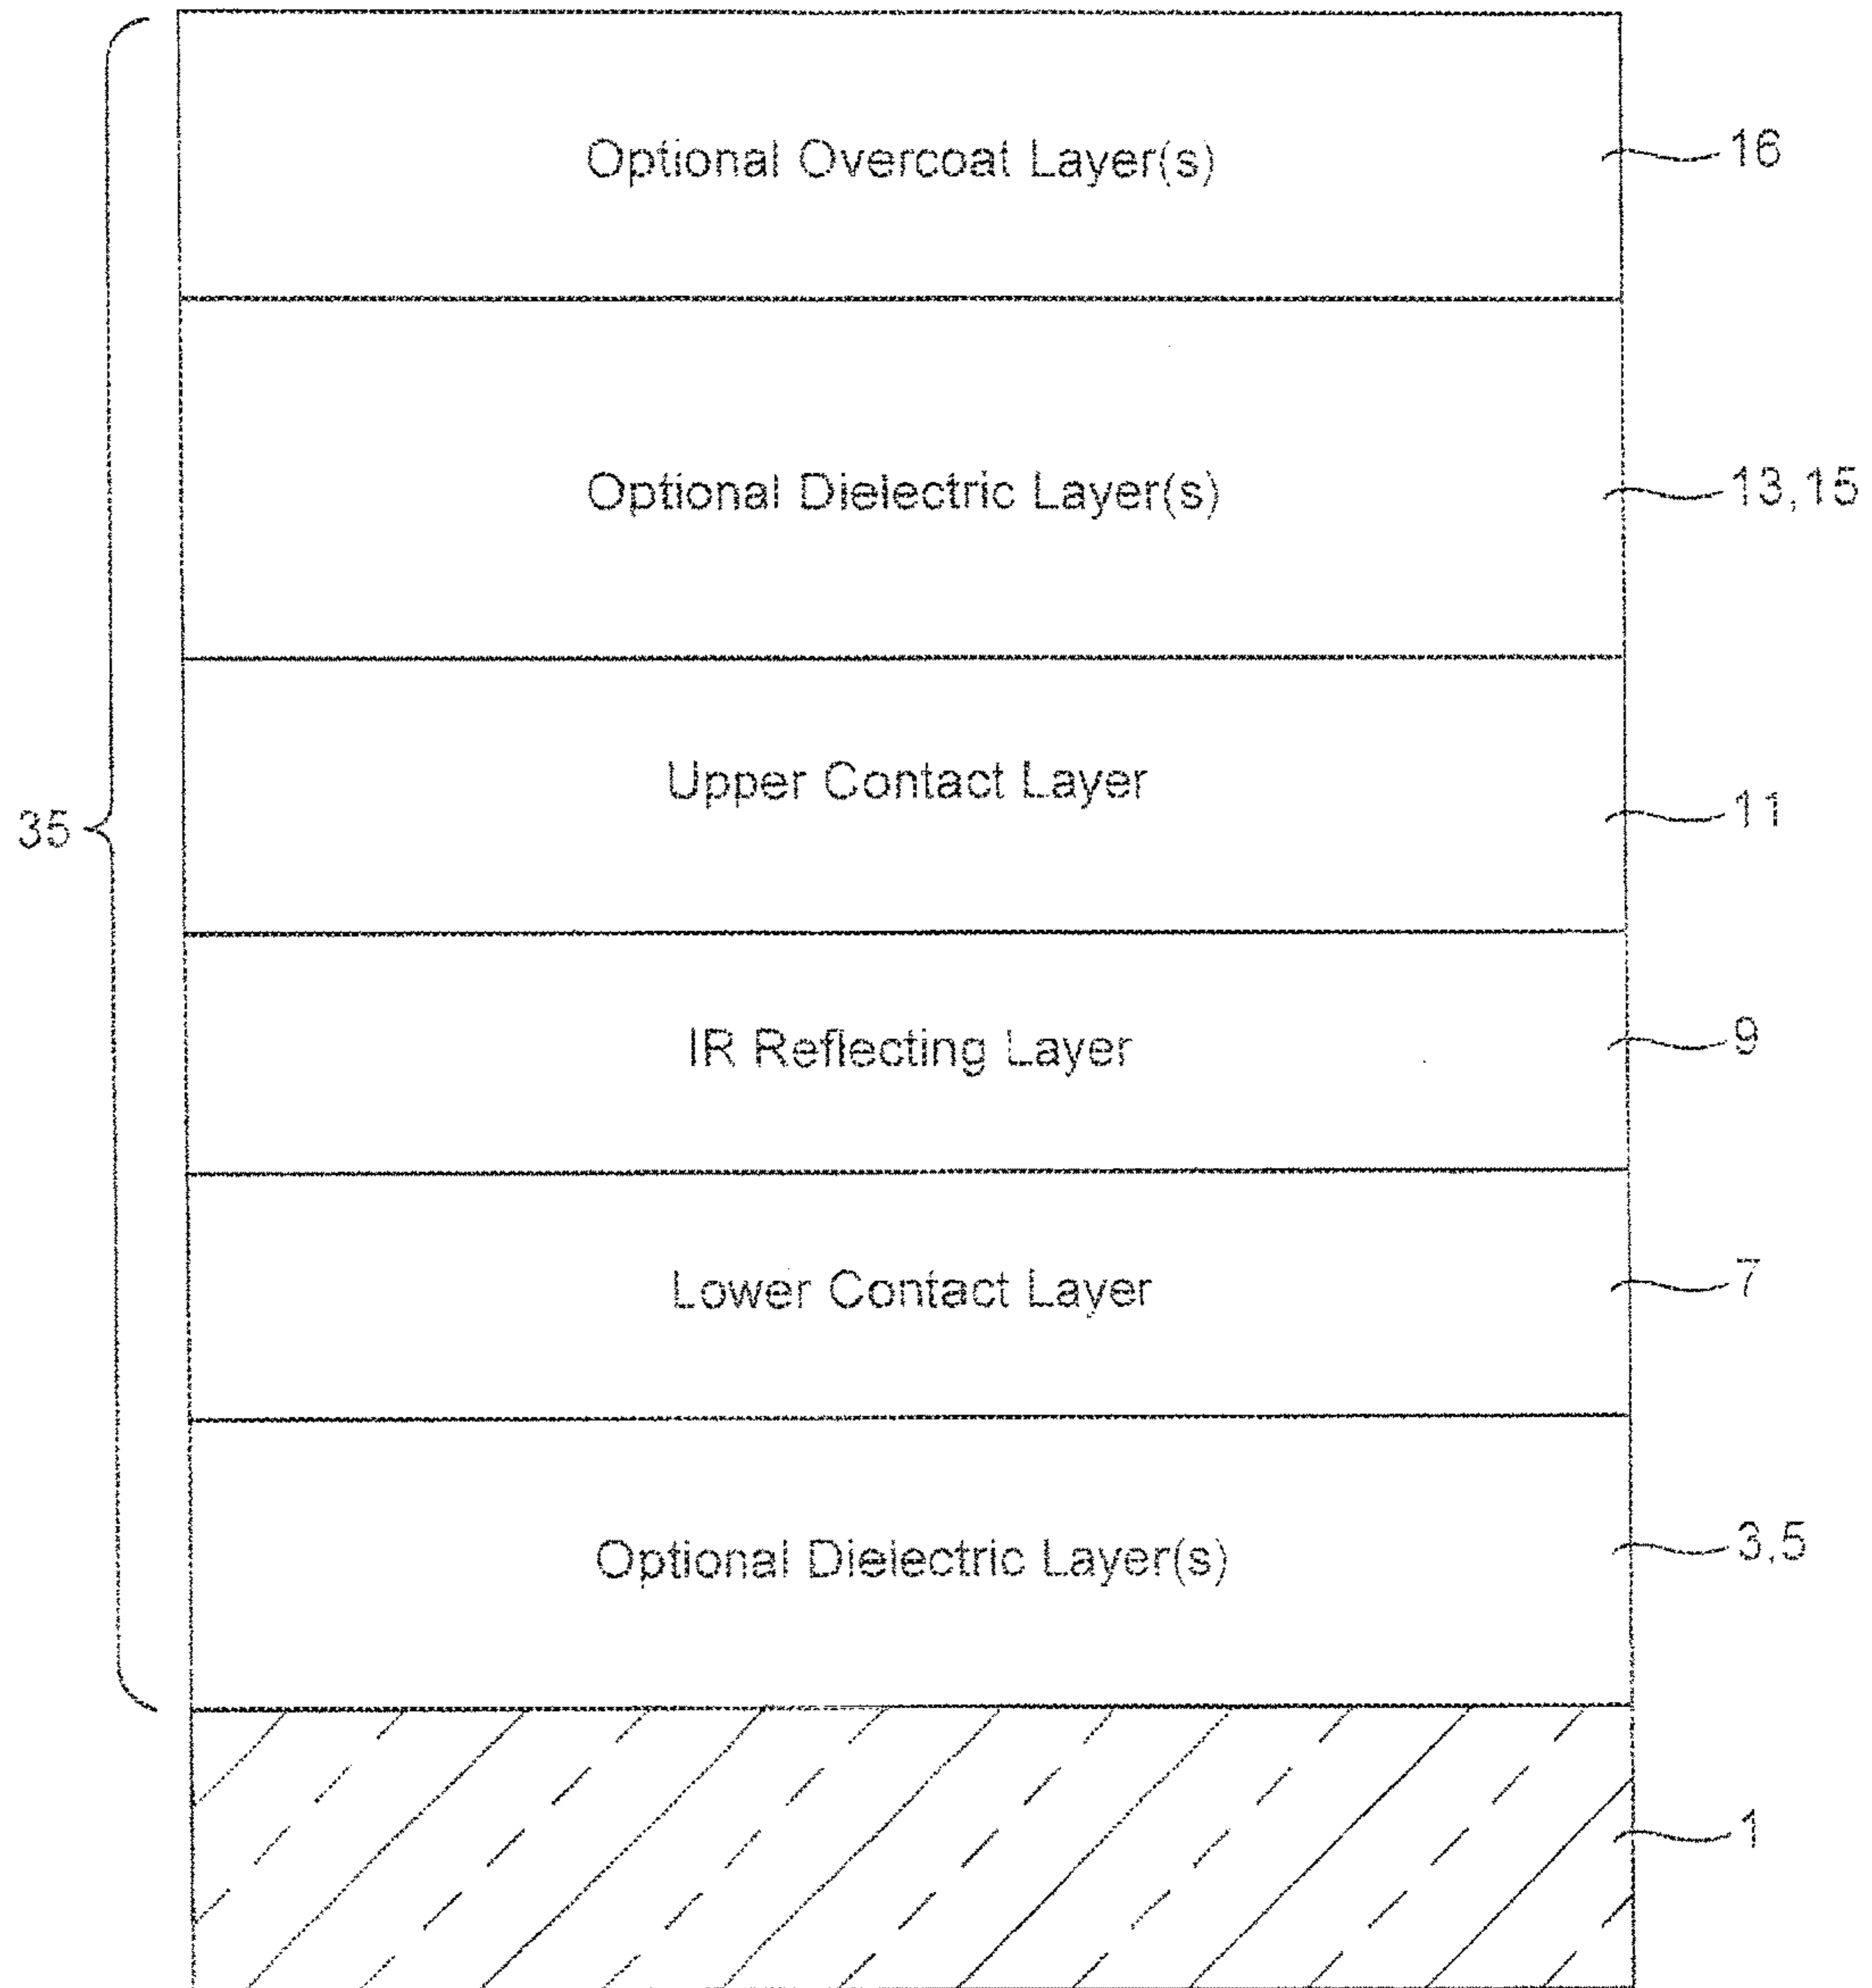 Optional Overcoat Layer(s) 16
Optional Dielectric Layer(s) 13,15
Upper Contact Layer 11
35
IR Reflecting Layer 9
Lower Contact Layer 7
Optional Dielectric Layer(s) 3,5
1